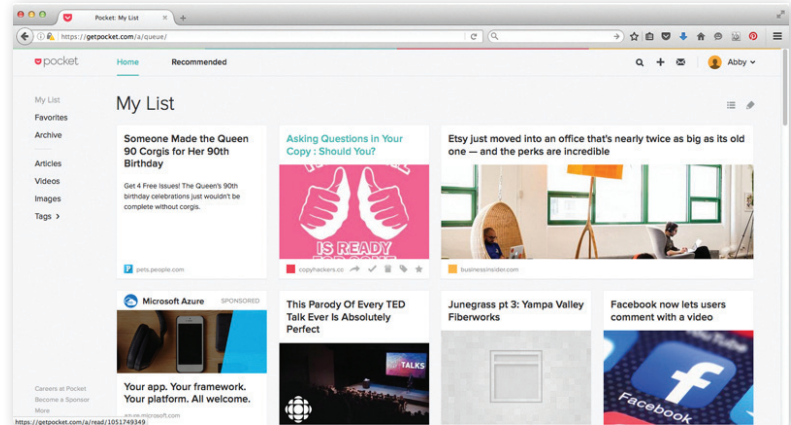 Pocket: My List
https://getpocket.com/a/queue/
pocket
Home
Recommended
Abby
My List
Favorites
Archive
Articles
Videos
Images
Tags
My List
Someone Made the Queen
90 Corgis for Her 90th
Birthday
Get 4 Free Issues! The Queen's 90th
birthday celebrations just wouldn't be
complete without corgis.
pets.people.com
Asking Questions in Your
Copy : Should You?
IS READY
copyhackers.co
Etsy just moved into an office that's nearly twice as big as its old
one — and the perks are incredible
businessinsider.com
Microsoft Azure
SPONSORED
Your app. Your framework.
Your platform. All welcome.
azure.microsoft.com
This Parody Of Every TED
Talk Ever Is Absolutely
Perfect
TALKS
Junegrass pt 3: Yampa Valley
Fiberworks
Facebook now lets users
comment with a video
YouTube
Facebook
Careers at Pocket
Become a Sponsor
More
https://getpocket.com/a/read/1051749349